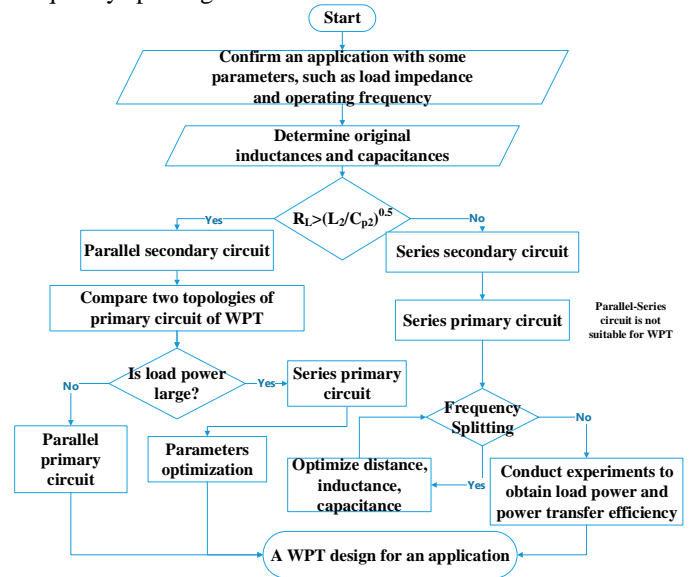 Start
Confirm an application with some
parameters, such as load impedance
and operating frequency
Determine original
inductances and capacitances
R_L>(L_2/C_p2)^0.5
Yes
No
Parallel secondary circuit
Series secondary circuit
Compare two topologies of
primary circuit of WPT
Series primary circuit
Parallel-Series
circuit is not
suitable for WPT
Is load power
large?
No
Yes
Series primary
circuit
Frequency
Splitting
No
Yes
Parallel
primary
circuit
Parameters
optimization
Optimize distance,
inductance,
capacitance
Conduct experiments to
obtain load power and
power transfer efficiency
A WPT design for an application